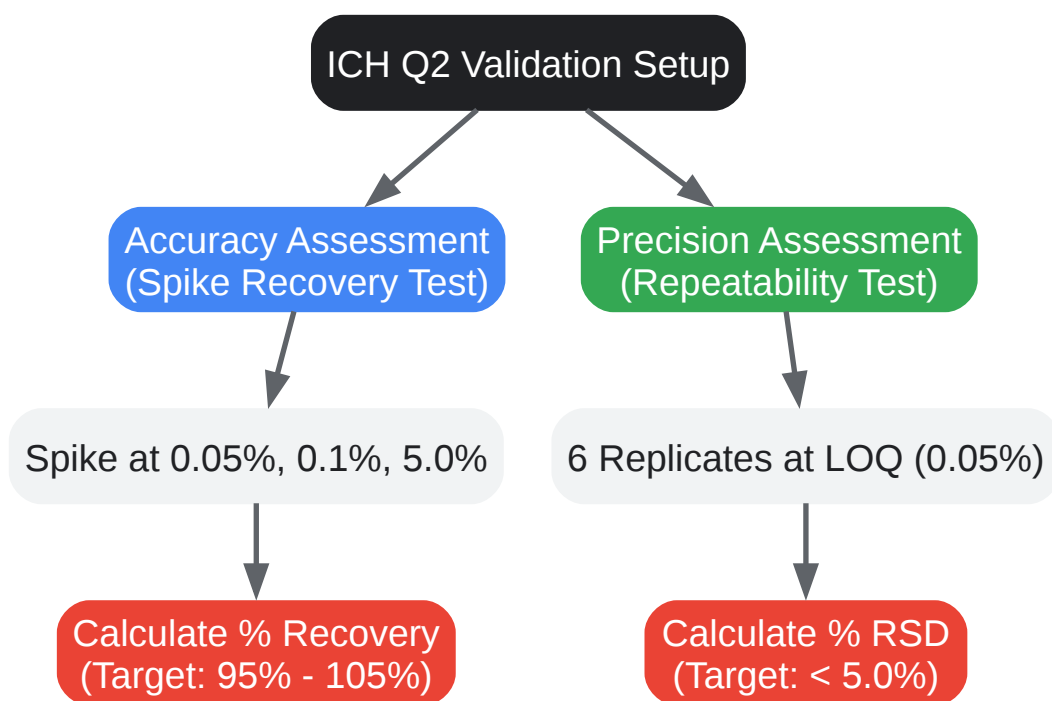 ICH Q2 Validation Setup
Accuracy Assessment
(Spike Recovery Test)
Precision Assessment
(Repeatability Test)
Spike at 0.05%, 0.1%, 5.0%
6 Replicates at LOQ (0.05%)
Calculate % Recovery
(Target: 95% - 105%)
Calculate % RSD
(Target: < 5.0%)